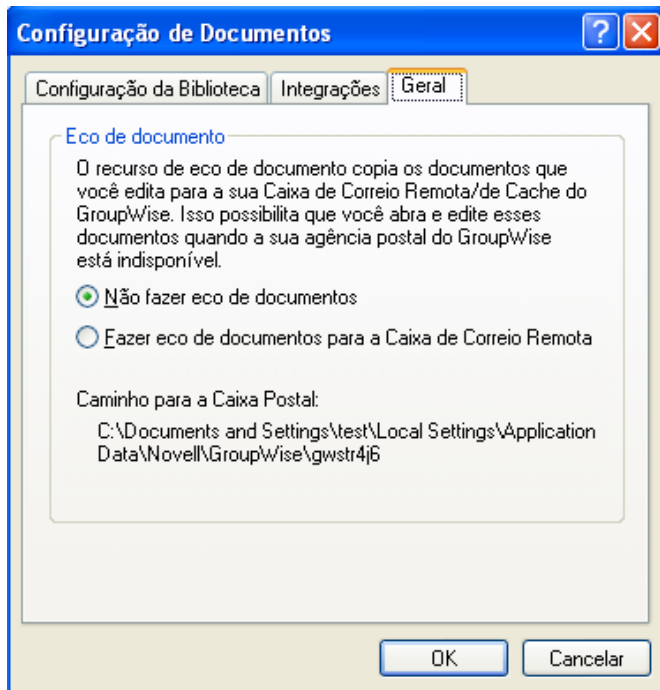 Configuração de Documentos
Configuração da Biblioteca Integrações Geral
Eco de documento
O recurso de eco de documento copia os documentos que
você edita para a sua Caixa de Correio Remota/de Cache do
GroupWise. Isso possibilita que você abra e edite esses
documentos quando a sua agência postal do GroupWise
está indisponível.
Não fazer eco de documentos
Fazer eco de documentos para a Caixa de Correio Remota
Caminho para a Caixa Postal:
C:\Documents and Settings\test\Local Settings\Application
Data\Novell\GroupWise\gwstr4j6
OK Cancelar